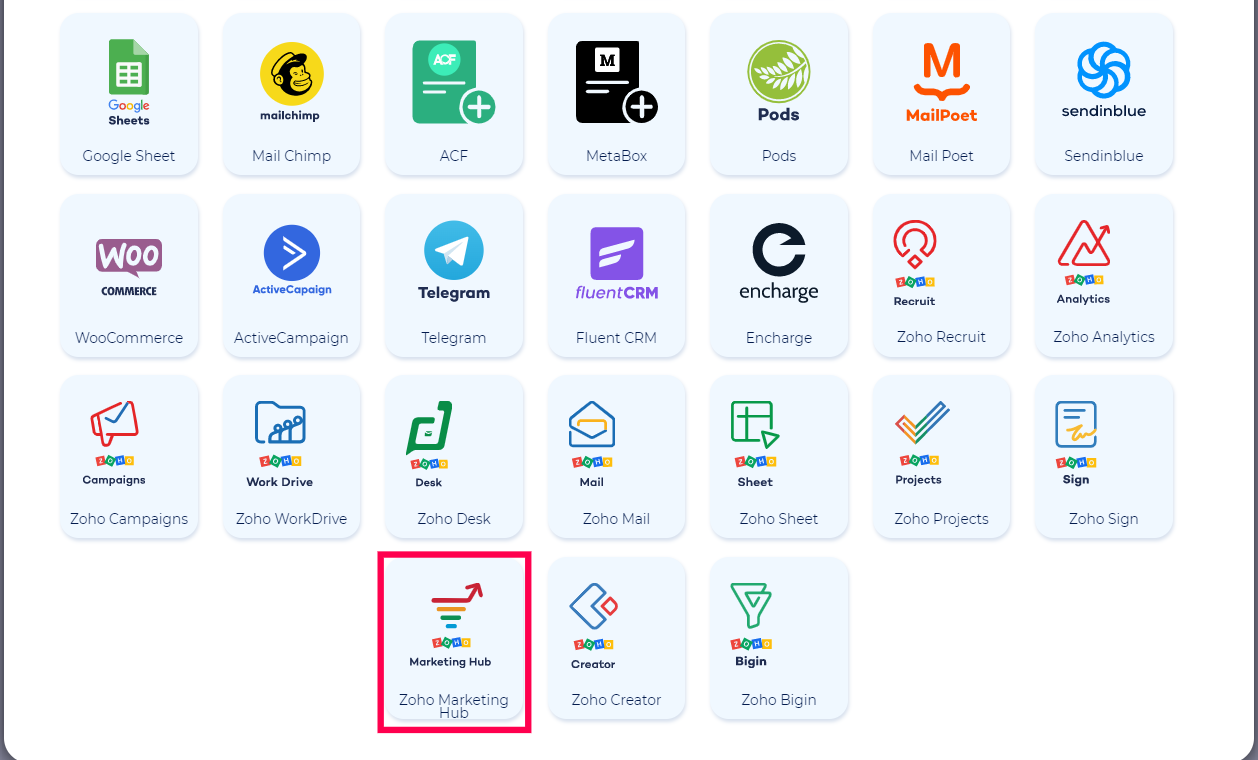 Google
Sheets
Google Sheet
mailchimp
Mail Chimp
ACF
ACF
M
MetaBox
Pods
Pods
M
MailPoet
Mail Poet
sendinblue
Sendinblue
WOO
COMMERCE
WooCommerce
ActiveCapaign
ActiveCampaign
Telegram
Telegram
fluentCRM
Fluent CRM
encharge
Encharge
ZOHO
Recruit
Zoho Recruit
ZOHO
Analytics
Zoho Analytics
ZOHO
Campaigns
Zoho Campaigns
ZOHO
Work Drive
Zoho WorkDrive
ZOHO
Desk
Zoho Desk
ZOHO
Mail
Zoho Mail
ZOHO
Sheet
Zoho Sheet
ZOHO
Projects
Zoho Projects
ZOHO
Sign
Zoho Sign
ZOHO
Marketing Hub
Zoho Marketing
Hub
ZOHO
Creator
Zoho Creator
ZOHO
Bigin
Zoho Bigin